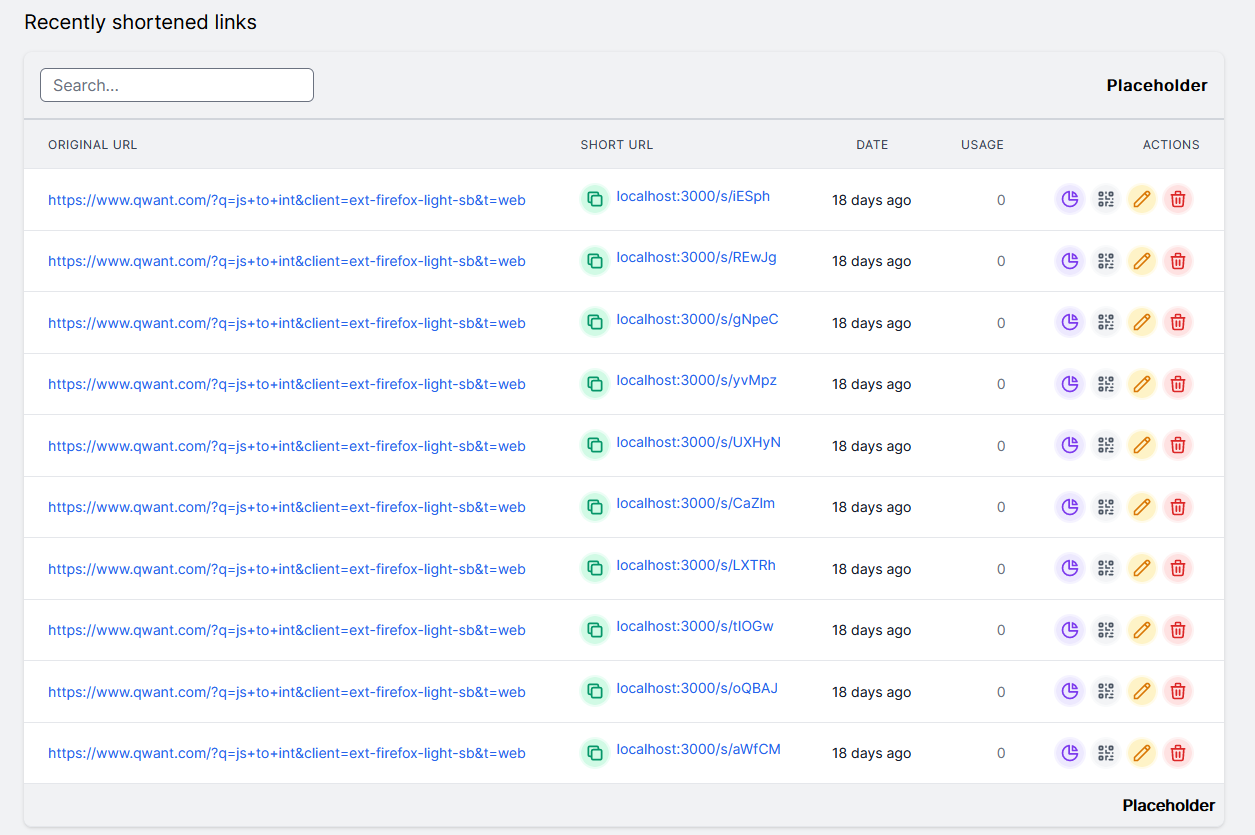 Recently shortened links
Search...
Placeholder
ORIGINAL URL SHORT URL DATE USAGE ACTIONS
https://www.qwant.com/?q=js+to+int&client=ext-firefox-light-sb&t=web localhost:3000/s/iESph 18 days ago 0
https://www.qwant.com/?q=js+to+int&client=ext-firefox-light-sb&t=web localhost:3000/s/REwJg 18 days ago 0
https://www.qwant.com/?q=js+to+int&client=ext-firefox-light-sb&t=web localhost:3000/s/gNpeC 18 days ago 0
https://www.qwant.com/?q=js+to+int&client=ext-firefox-light-sb&t=web localhost:3000/s/yvMpz 18 days ago 0
https://www.qwant.com/?q=js+to+int&client=ext-firefox-light-sb&t=web localhost:3000/s/UXHyN 18 days ago 0
https://www.qwant.com/?q=js+to+int&client=ext-firefox-light-sb&t=web localhost:3000/s/CaZlm 18 days ago 0
https://www.qwant.com/?q=js+to+int&client=ext-firefox-light-sb&t=web localhost:3000/s/LXTRh 18 days ago 0
https://www.qwant.com/?q=js+to+int&client=ext-firefox-light-sb&t=web localhost:3000/s/tIOGw 18 days ago 0
https://www.qwant.com/?q=js+to+int&client=ext-firefox-light-sb&t=web localhost:3000/s/oQBAJ 18 days ago 0
https://www.qwant.com/?q=js+to+int&client=ext-firefox-light-sb&t=web localhost:3000/s/aWfCM 18 days ago 0
Placeholder